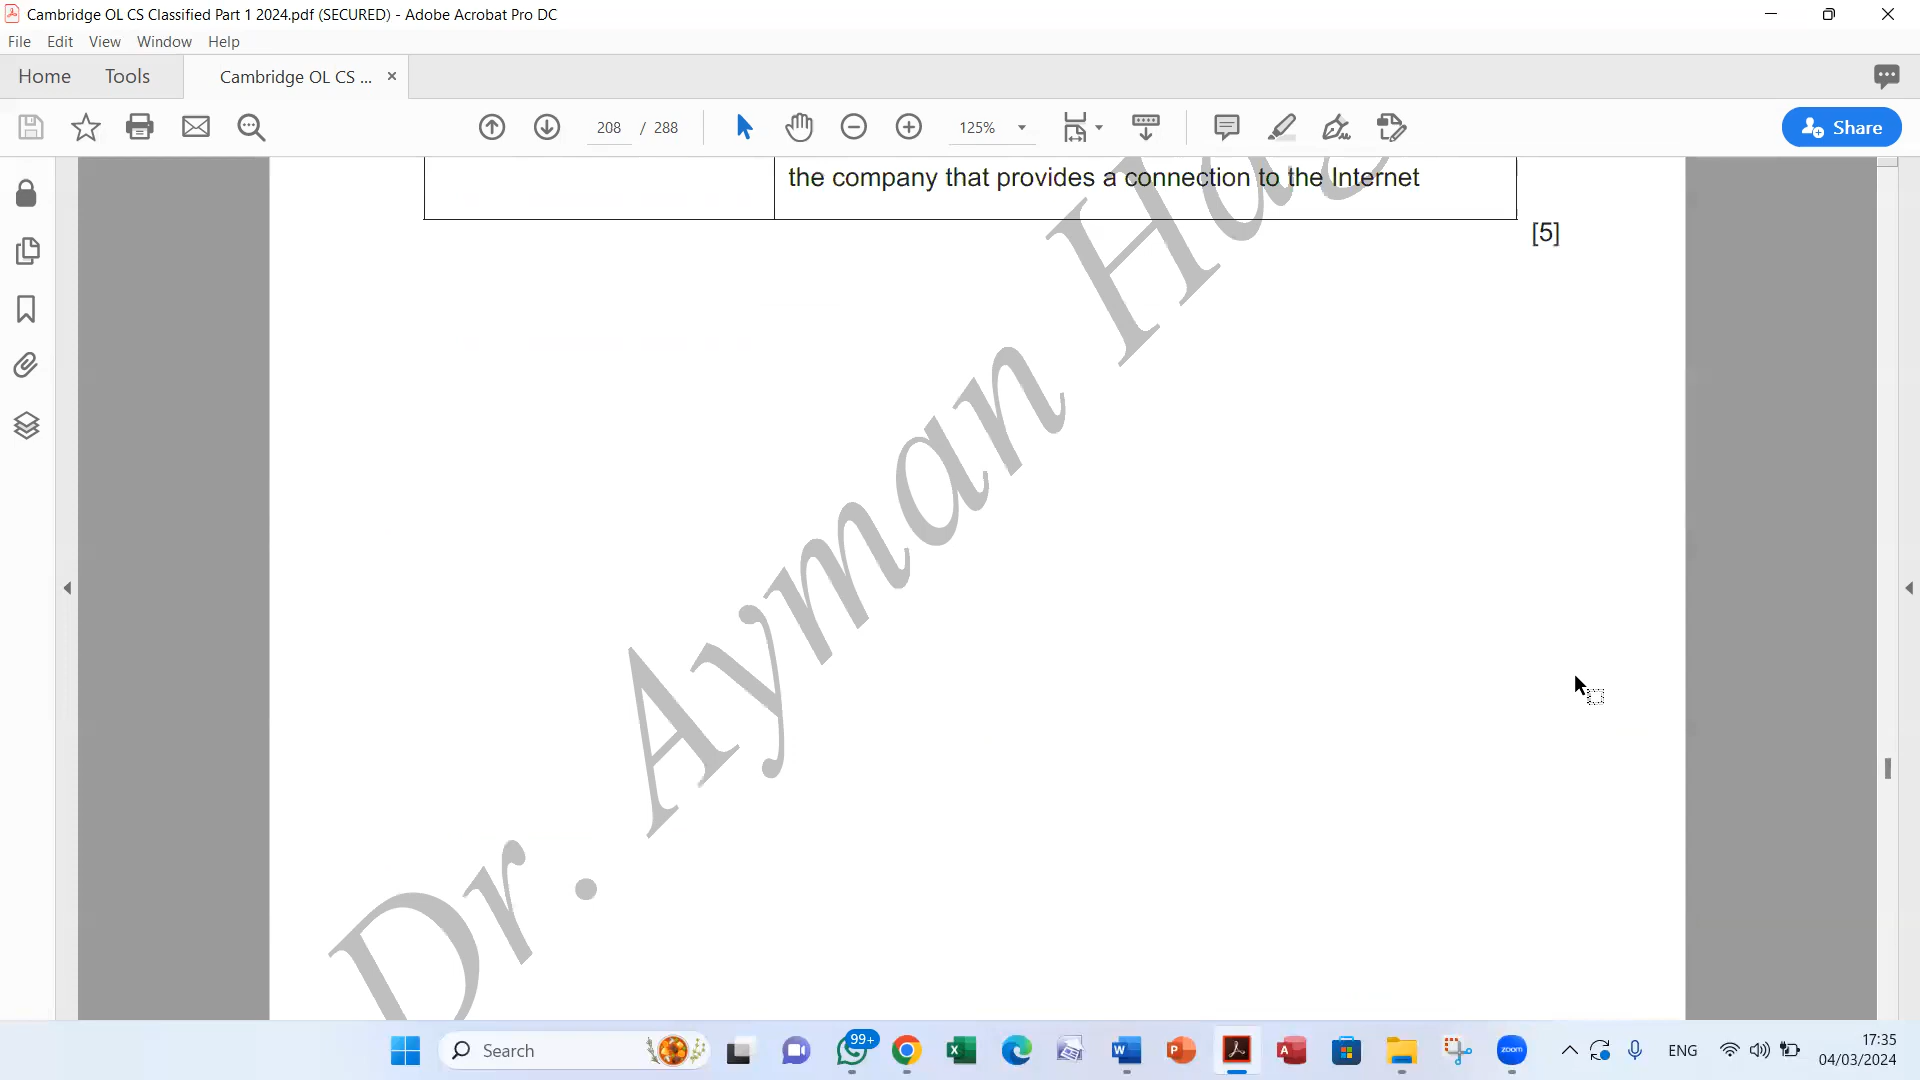 Cambridge OL CS Classified Part 1 2024.pdf (SECURED) - Adobe Acrobat Pro DC
File Edit View Window Help
Home Tools Cambridge OL CS ... ×
208 / 288 125% Share
the company that provides a connection to the Internet
[5]
Dr. Ayman
Search 99+ zoom ENG 17:35
04/03/2024